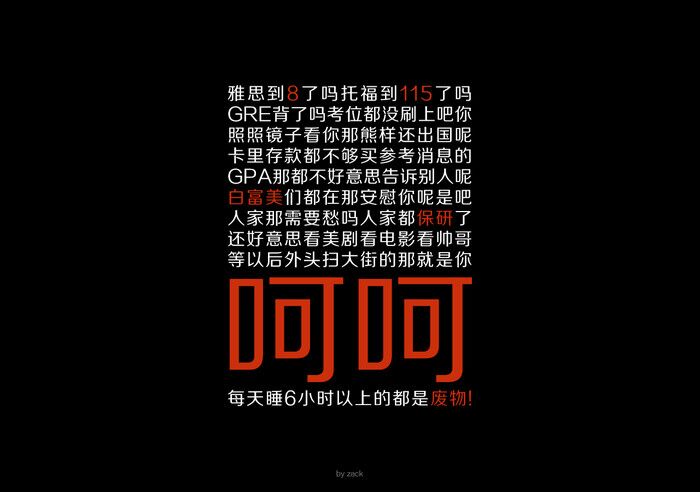 雅思到8了吗托福到115了吗
GRE背了吗考位都没刷上吧你
照照镜子看你那熊样还出国呢
卡里存款都不够买参考消息的
GPA那都不好意思告诉别人呢
白富美们都在那安慰你呢是吧
人家那需要愁吗人家都保研了
还好意思看美剧看电影看帅哥
等以后外头扫大街的那就是你
呵呵
每天睡6小时以上的都是废物!
by zack